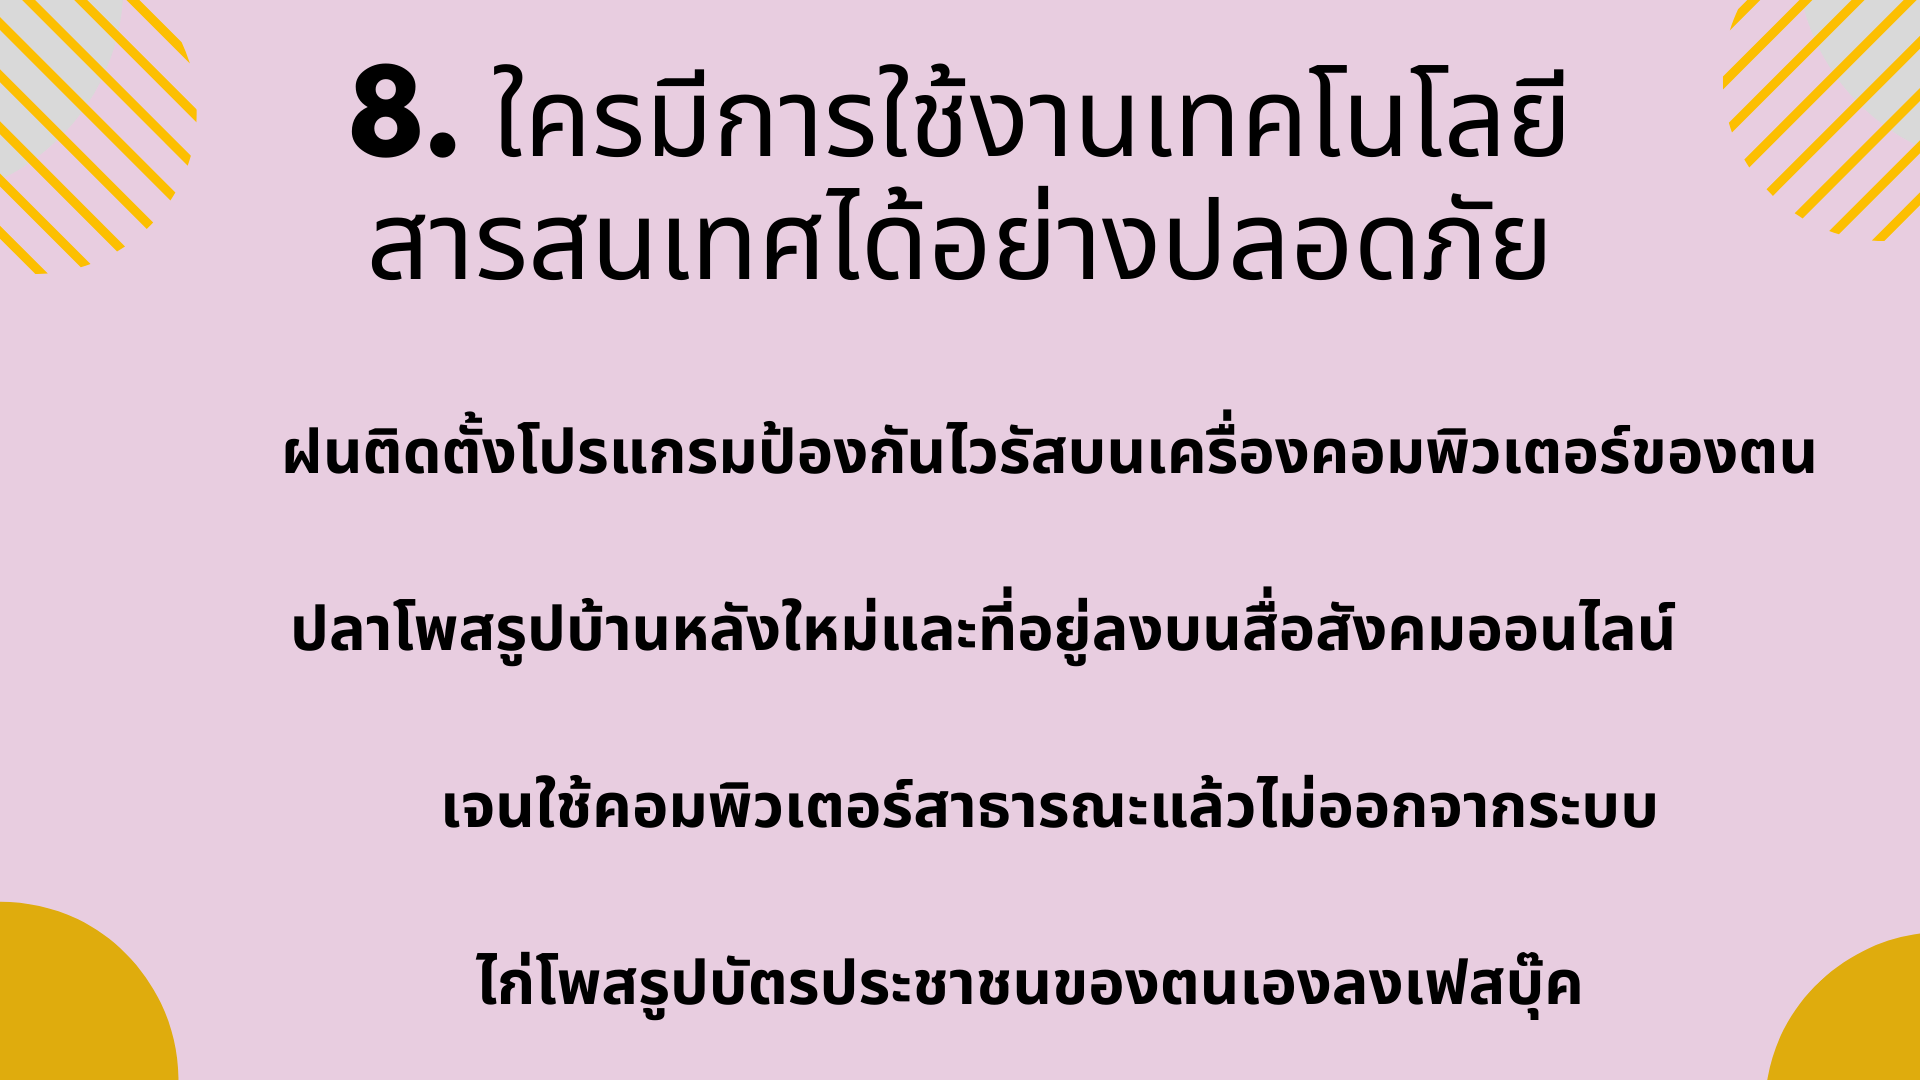 8. ใครมีการใช้งานเทคโนโลยี
สารสนเทศได้อย่างปลอดภัย
ฝนติดตั้งโปรแกรมป้องกันไวรัสบนเครื่องคอมพิวเตอร์ของตน
ปลาโพสรูปบ้านหลังใหม่และที่อยู่ลงบนสื่อสังคมออนไลน์
เจนใช้คอมพิวเตอร์สาธารณะแล้วไม่ออกจากระบบ
ไก่โพสรูปบัตรประชาชนของตนเองลงเฟสบุ๊ค